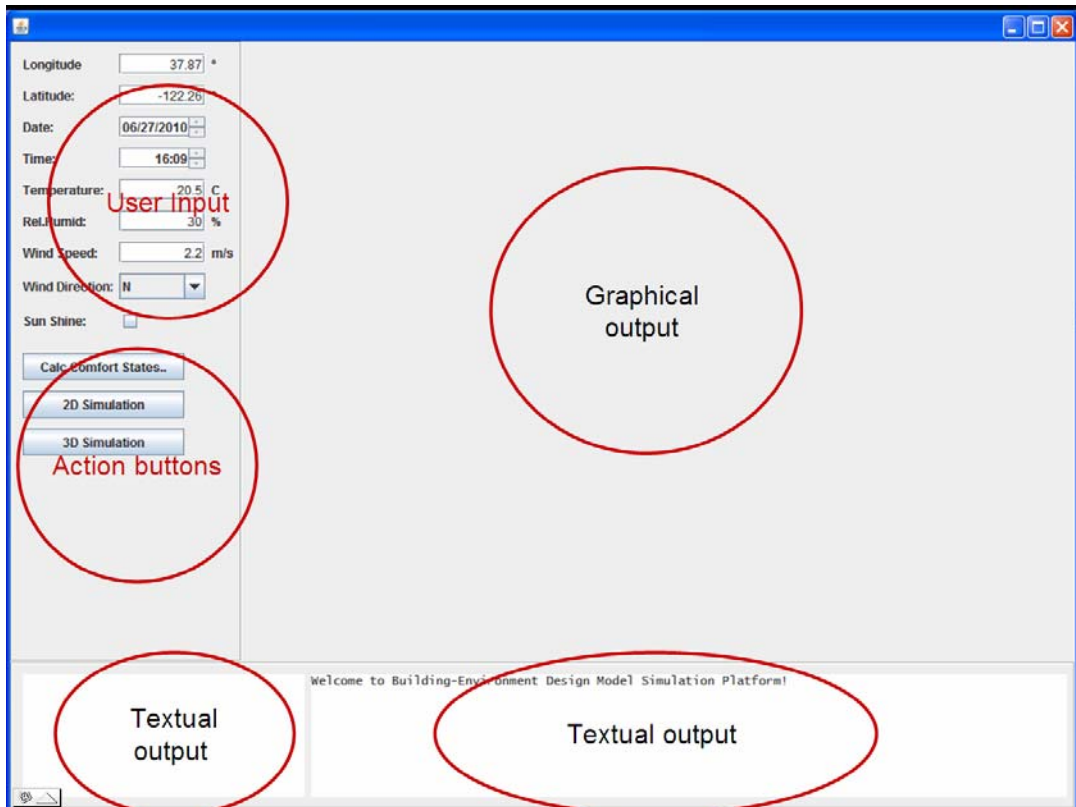 Longitude 37.87 °
Latitude: -122.26
Date: 06/27/2010
Time: 16:09
Temperature: 20.5 C
User Input
Rel.Humid: 30 %
Wind Speed: 2.2 m/s
Wind Direction: N
Sun Shine:
Calc.Comfort States..
2D Simulation
3D Simulation
Action buttons
Graphical
output
Textual
output
Welcome to Building-Environment Design Model Simulation Platform!
Textual output